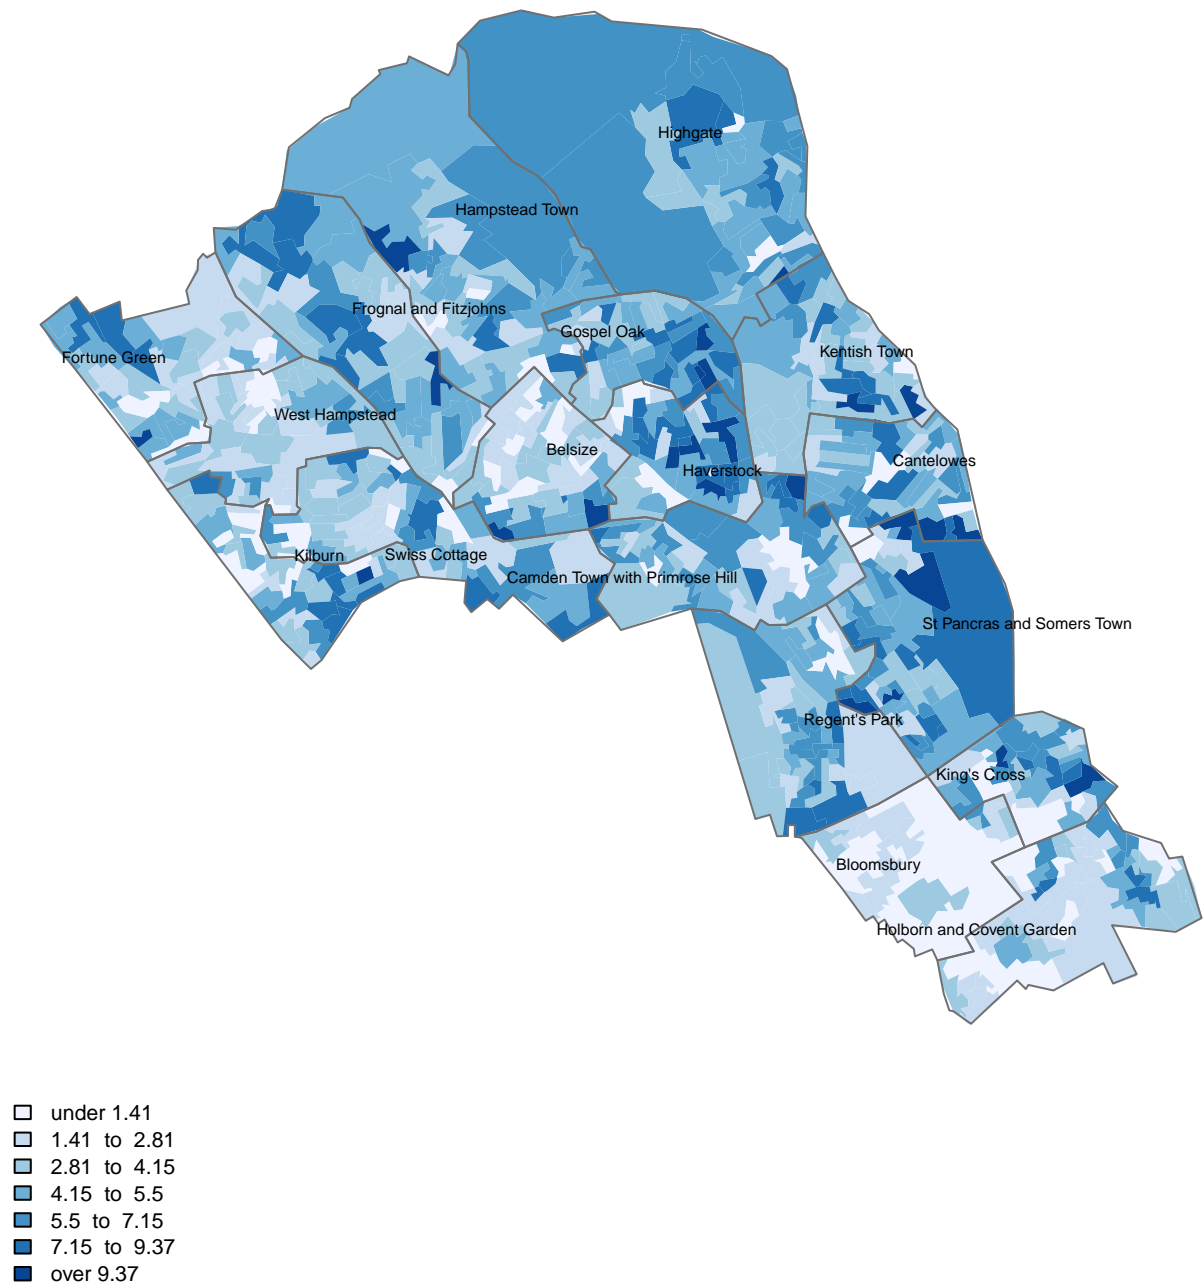 Highgate
Hampstead Town
Frognal and Fitzjohns
Gospel Oak
Kentish Town
Fortune Green
West Hampstead
Belsize
Cantelowes
Haverstock
Kilburn
Swiss Cottage
Camden Town with Primrose Hill
St Pancras and Somers Town
Regent's Park
King's Cross
Bloomsbury
Holborn and Covent Garden
under 1.41
1.41 to 2.81
2.81 to 4.15
4.15 to 5.5
5.5 to 7.15
7.15 to 9.37
over 9.37